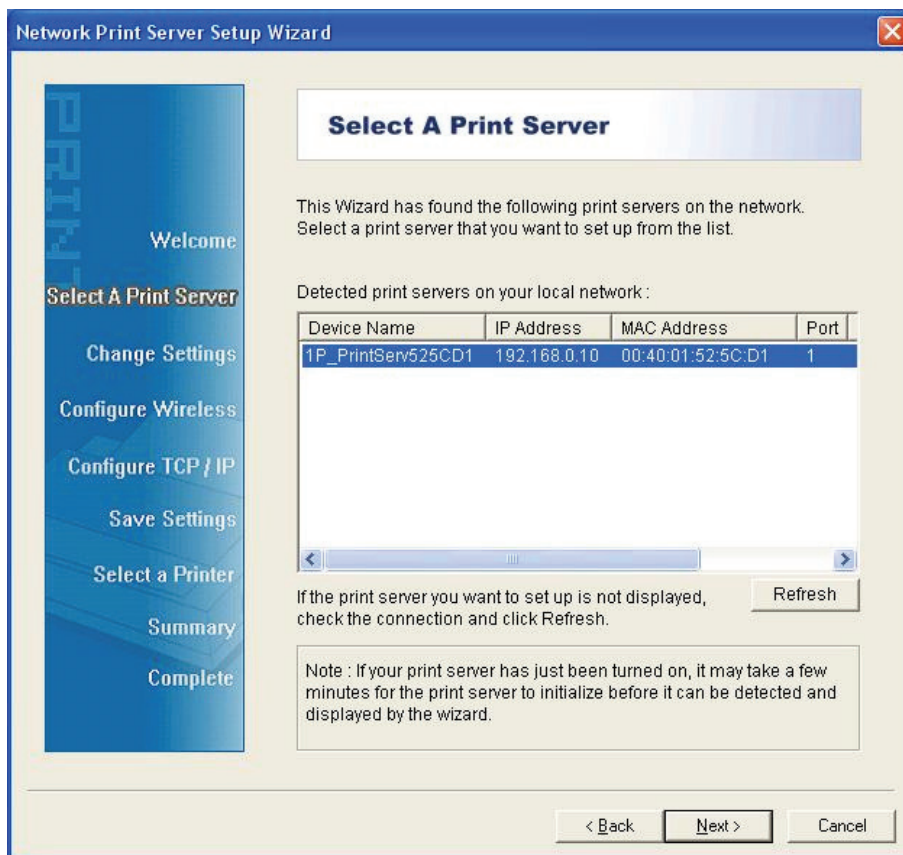 Network Print Server Setup Wizard
PRINT
Welcome
Select A Print Server
Change Settings
Configure Wireless
Configure TCP / IP
Save Settings
Select a Printer
Summary
Complete
Select A Print Server
This Wizard has found the following print servers on the network.
Select a print server that you want to set up from the list.
Detected print servers on your local network :
Device Name IP Address MAC Address Port
1P_PrintServ525CD1 192.168.0.10 00:40:01:52:5C:D1 1
If the print server you want to set up is not displayed,
check the connection and click Refresh.
Refresh
Note : If your print server has just been turned on, it may take a few
minutes for the print server to initialize before it can be detected and
displayed by the wizard.
< Back Next > Cancel